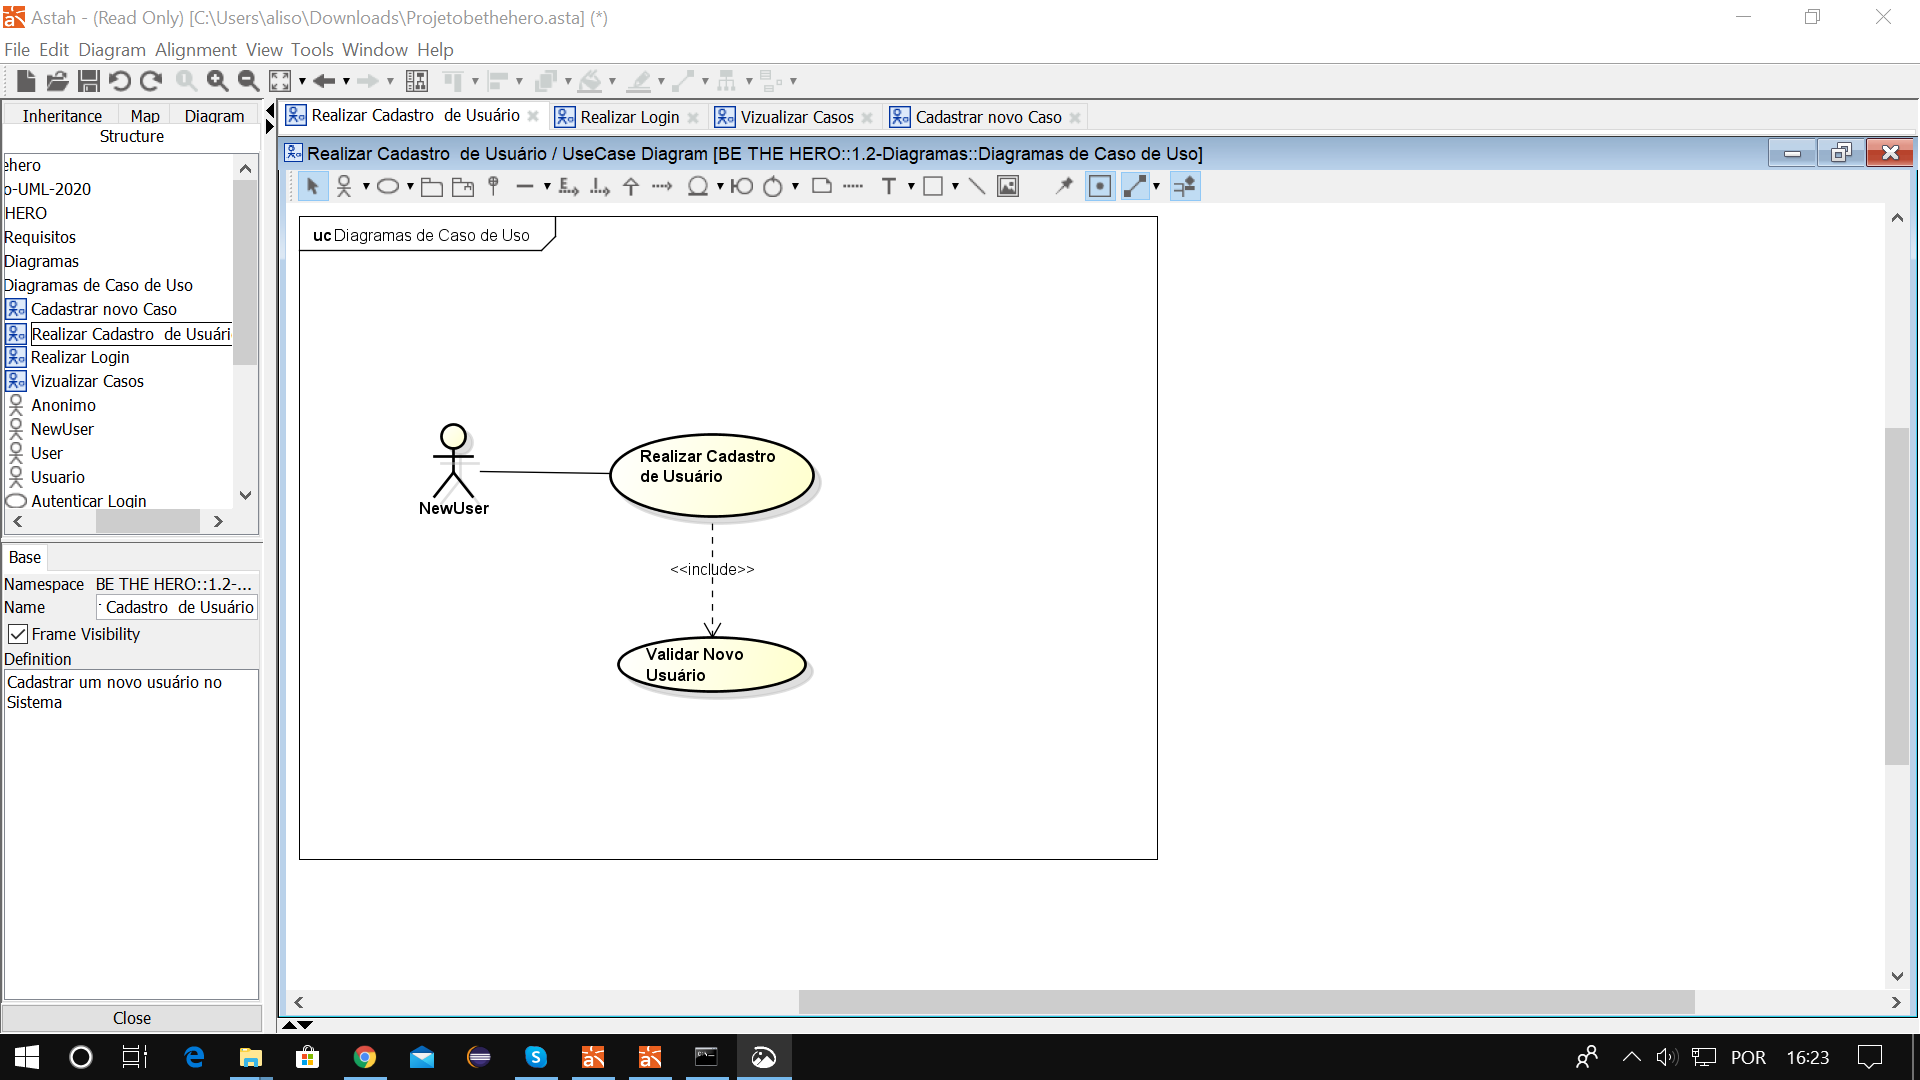 Astah - (Read Only) [C:\Users\aliso\Downloads\Projetobethehero.asta] (*)
File Edit Diagram Alignment View Tools Window Help
Inheritance Map Diagram
Structure
ehero
o-UML-2020
HERO
Requisitos
Diagramas
Diagramas de Caso de Uso
Cadastrar novo Caso
Realizar Cadastro  de Usuári
Realizar Login
Vizualizar Casos
Anonimo
NewUser
User
Usuario
Autenticar Login
Base
Namespace BE THE HERO::1.2-...
Name Cadastro  de Usuário
Frame Visibility
Definition
Cadastrar um novo usuário no
Sistema
Close
Realizar Cadastro  de Usuário
Realizar Login
Vizualizar Casos
Cadastrar novo Caso
Realizar Cadastro  de Usuário / UseCase Diagram [BE THE HERO::1.2-Diagramas::Diagramas de Caso de Uso]
T
uc Diagramas de Caso de Uso
NewUser
Realizar Cadastro
de Usuário
<<include>>
Validar Novo
Usuário
POR 16:23